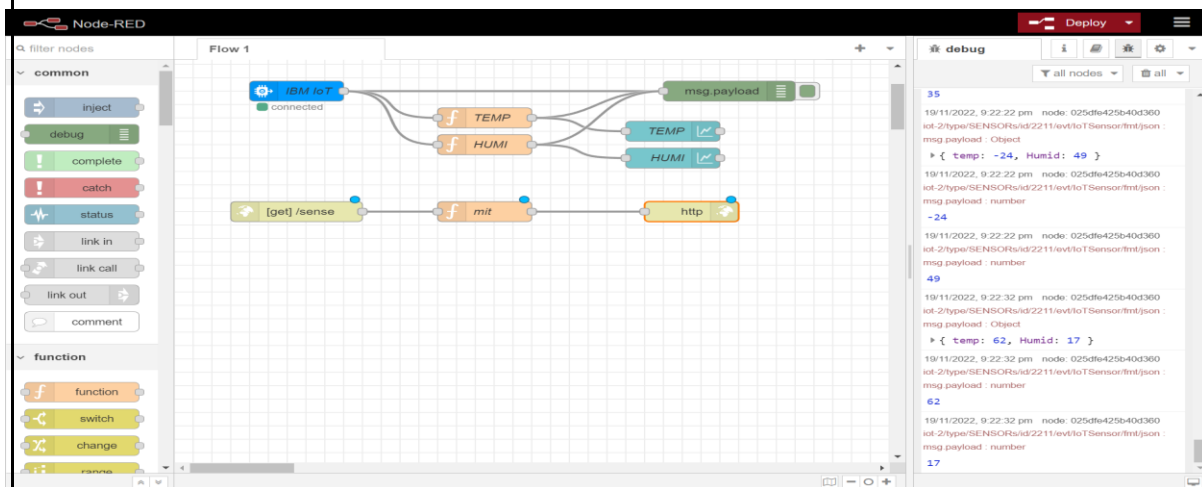 Node-RED
Deploy
filter nodes
common
inject
debug
complete
catch
status
link in
link call
link out
comment
function
function
switch
change
range
Flow 1
IBM IoT
connected
TEMP
HUMI
msg.payload
TEMP
HUMI
[get] /sense
mit
http
debug
all nodes
all
35
19/11/2022, 9:22:22 pm node: 025dfe425b40d360
iot-2/type/SENSORs/id/2211/evt/IoTSensor/fmt/json :
msg.payload : Object
{ temp: -24, Humid: 49 }
19/11/2022, 9:22:22 pm node: 025dfe425b40d360
iot-2/type/SENSORs/id/2211/evt/IoTSensor/fmt/json :
msg.payload : number
-24
19/11/2022, 9:22:22 pm node: 025dfe425b40d360
iot-2/type/SENSORs/id/2211/evt/IoTSensor/fmt/json :
msg.payload : number
49
19/11/2022, 9:22:32 pm node: 025dfe425b40d360
iot-2/type/SENSORs/id/2211/evt/IoTSensor/fmt/json :
msg.payload : Object
{ temp: 62, Humid: 17 }
19/11/2022, 9:22:32 pm node: 025dfe425b40d360
iot-2/type/SENSORs/id/2211/evt/IoTSensor/fmt/json :
msg.payload : number
62
19/11/2022, 9:22:32 pm node: 025dfe425b40d360
iot-2/type/SENSORs/id/2211/evt/IoTSensor/fmt/json :
msg.payload : number
17